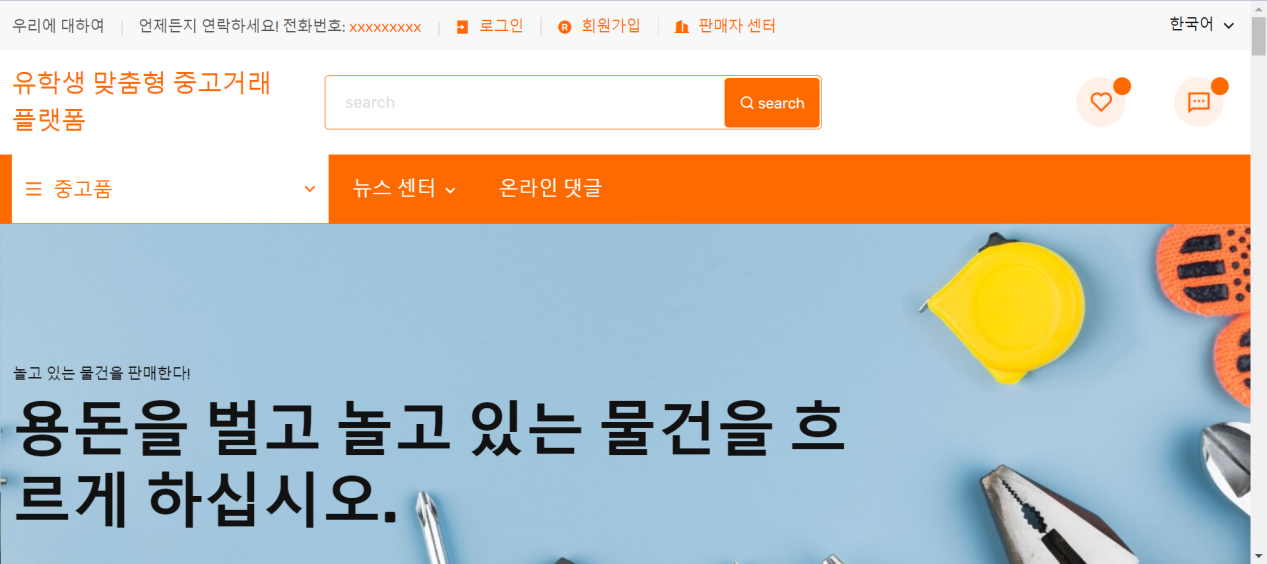 우리에 대하여
언제든지 연락하세요! 전화번호: xxxxxxxxx
로그인
회원가입
판매자 센터
한국어
유학생 맞춤형 중고거래
플랫폼
search
search
중고품
뉴스 센터
온라인 댓글
놀고 있는 물건을 판매한다!
용돈을 벌고 놀고 있는 물건을 흐
르게 하십시오.